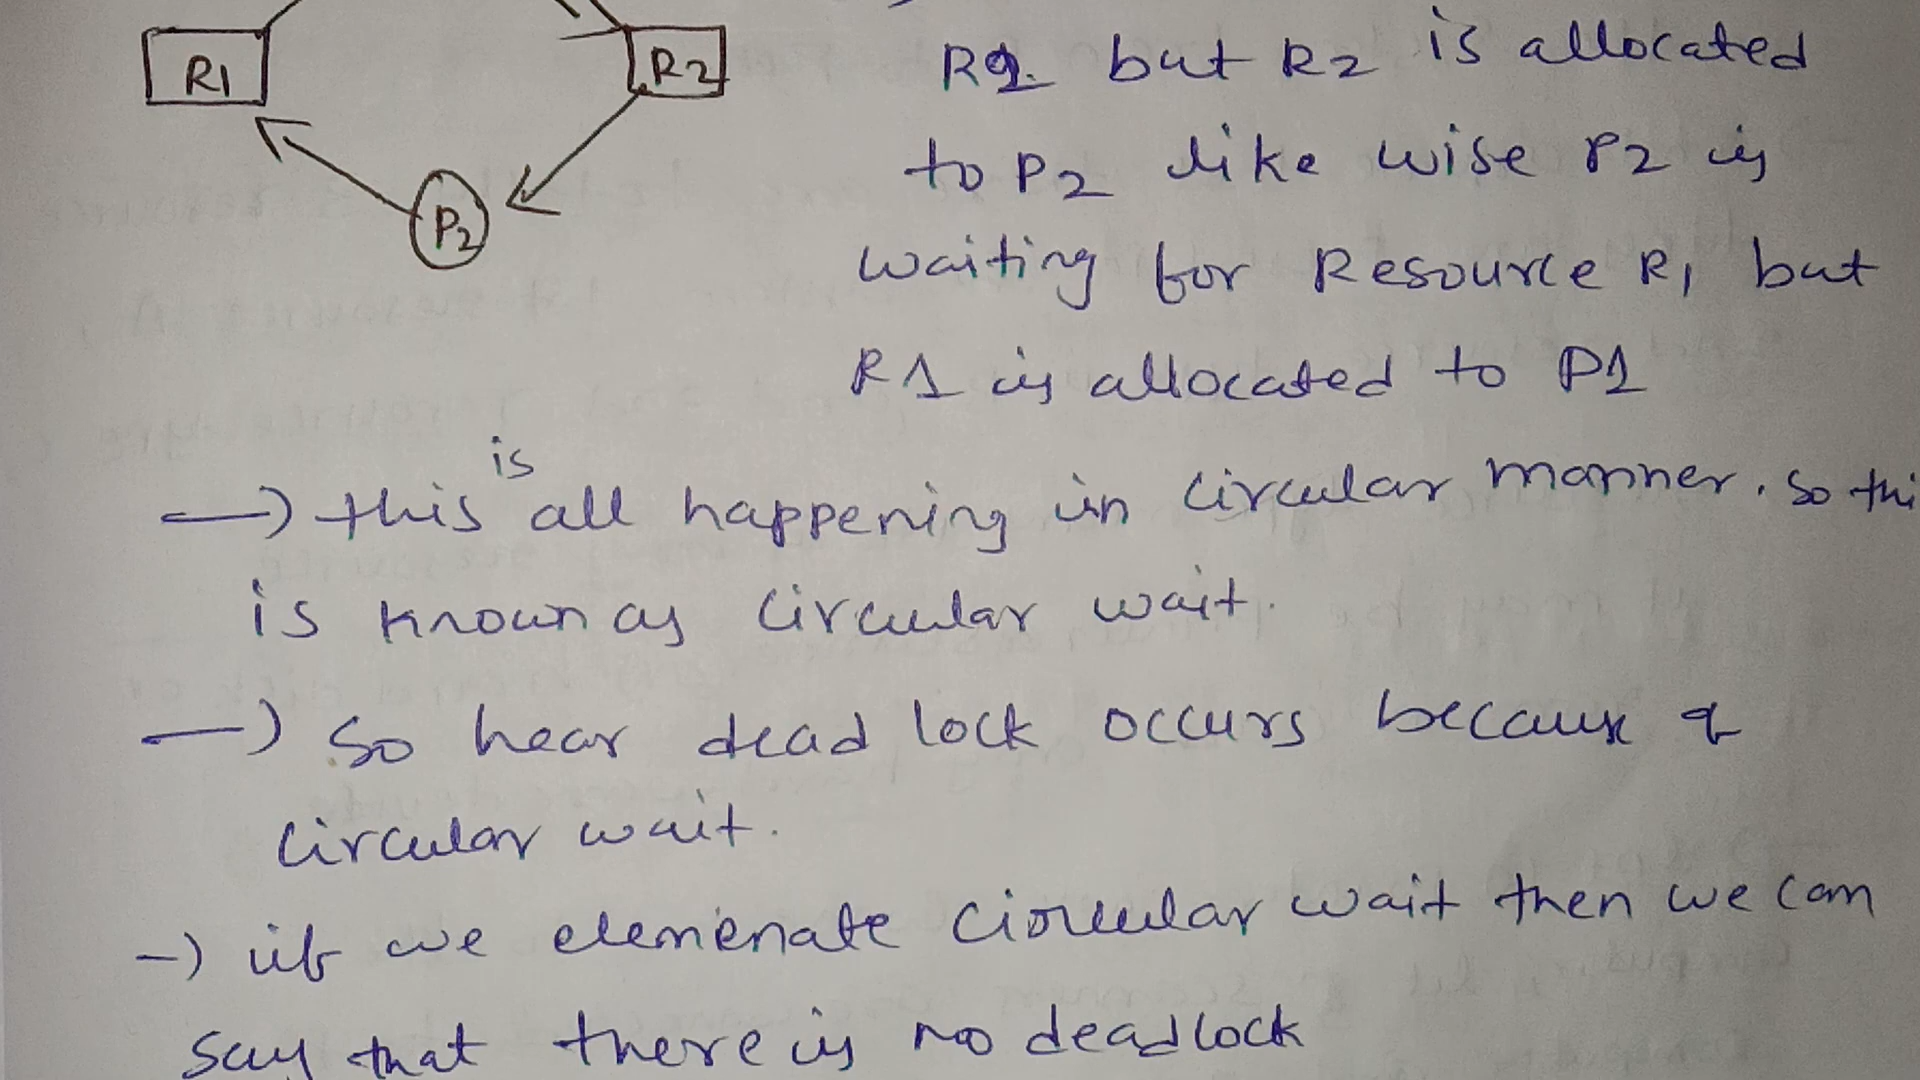 R1
R2
P2
R2 but R2 is allocated
to P2 like wise P2 is
waiting for Resource R1 but
R1 is allocated to P1
→ this is all happening in circular manner. So thi
is known as circular wait.
→ So hear dead lock occurs because of
circular wait.
→ if we elemenate circular wait then we can
say that there is no deadlock